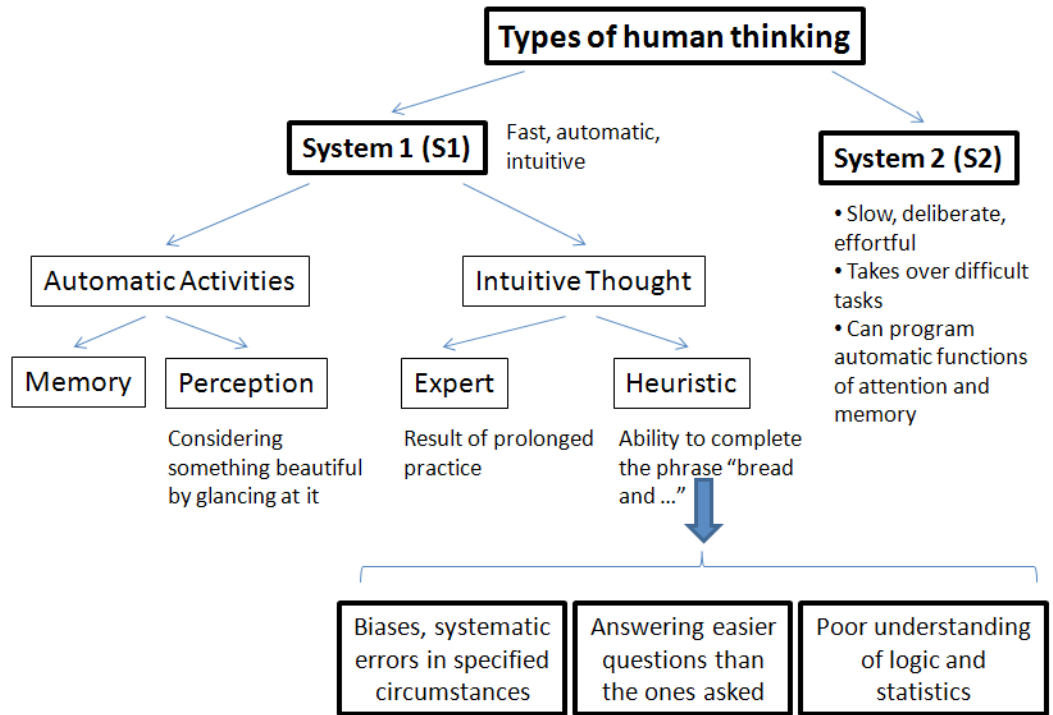 Types of human thinking
System 1 (S1)
Fast, automatic,
intuitive
System 2 (S2)
• Slow, deliberate,
effortful
• Takes over difficult
tasks
• Can program
automatic functions
of attention and
memory
Automatic Activities
Intuitive Thought
Memory
Perception
Expert
Heuristic
Considering
something beautiful
by glancing at it
Result of prolonged
practice
Ability to complete
the phrase “bread
and …”
Biases, systematic
errors in specified
circumstances
Answering easier
questions than
the ones asked
Poor understanding
of logic and
statistics